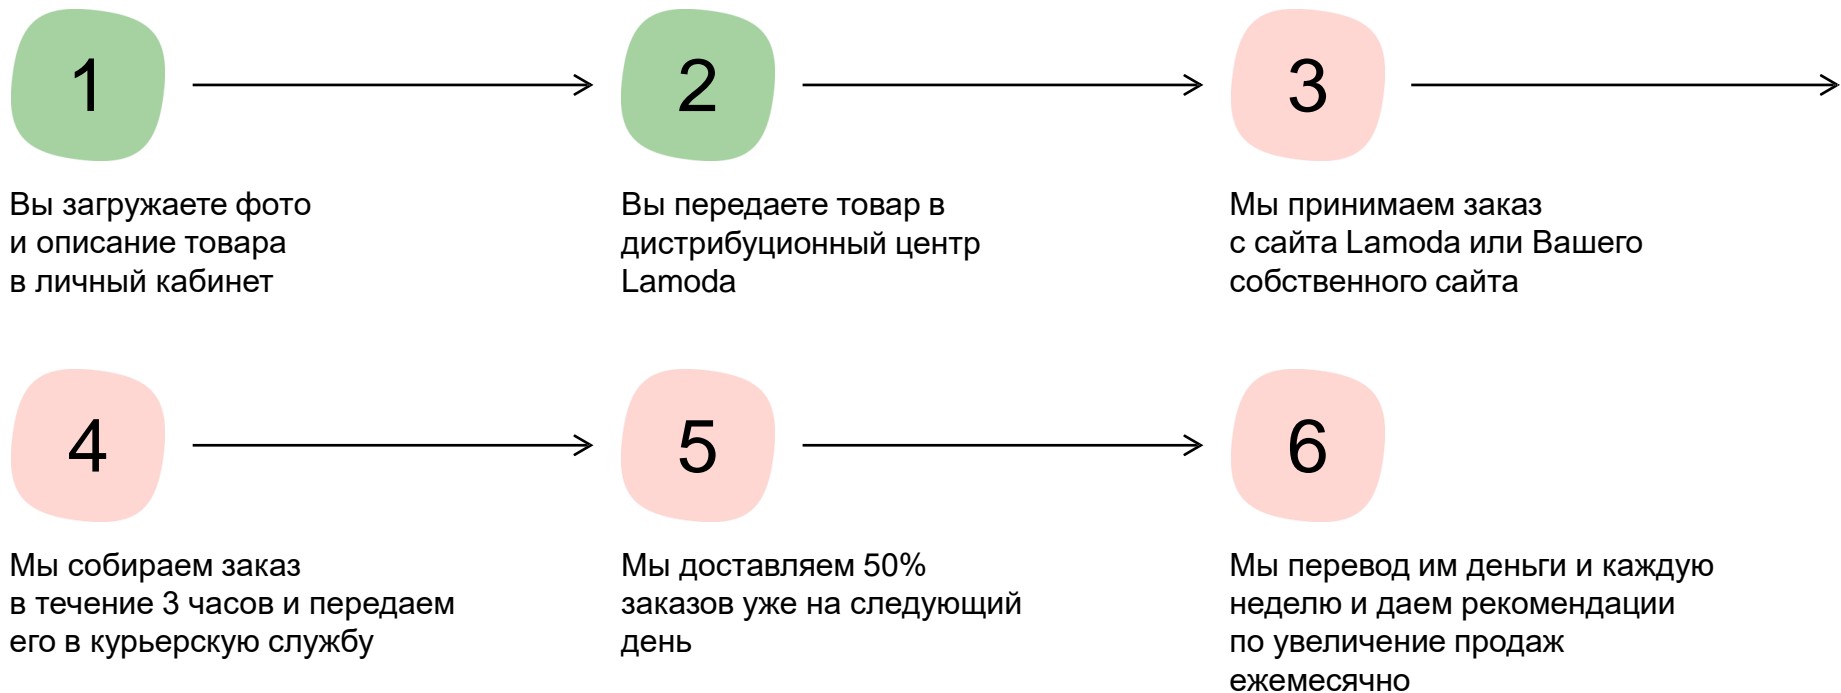 1
2
3
Вы загружаете фото
и описание товара
в личный кабинет
Вы передаете товар в
дистрибуционный центр
Lamoda
Мы принимаем заказ
с сайта Lamoda или Вашего
собственного сайта
4
5
6
Мы собираем заказ
в течение 3 часов и передаем
его в курьерскую службу
Мы доставляем 50%
заказов уже на следующий
день
Мы перевод им деньги и каждую
неделю и даем рекомендации
по увеличение продаж
ежемесячно